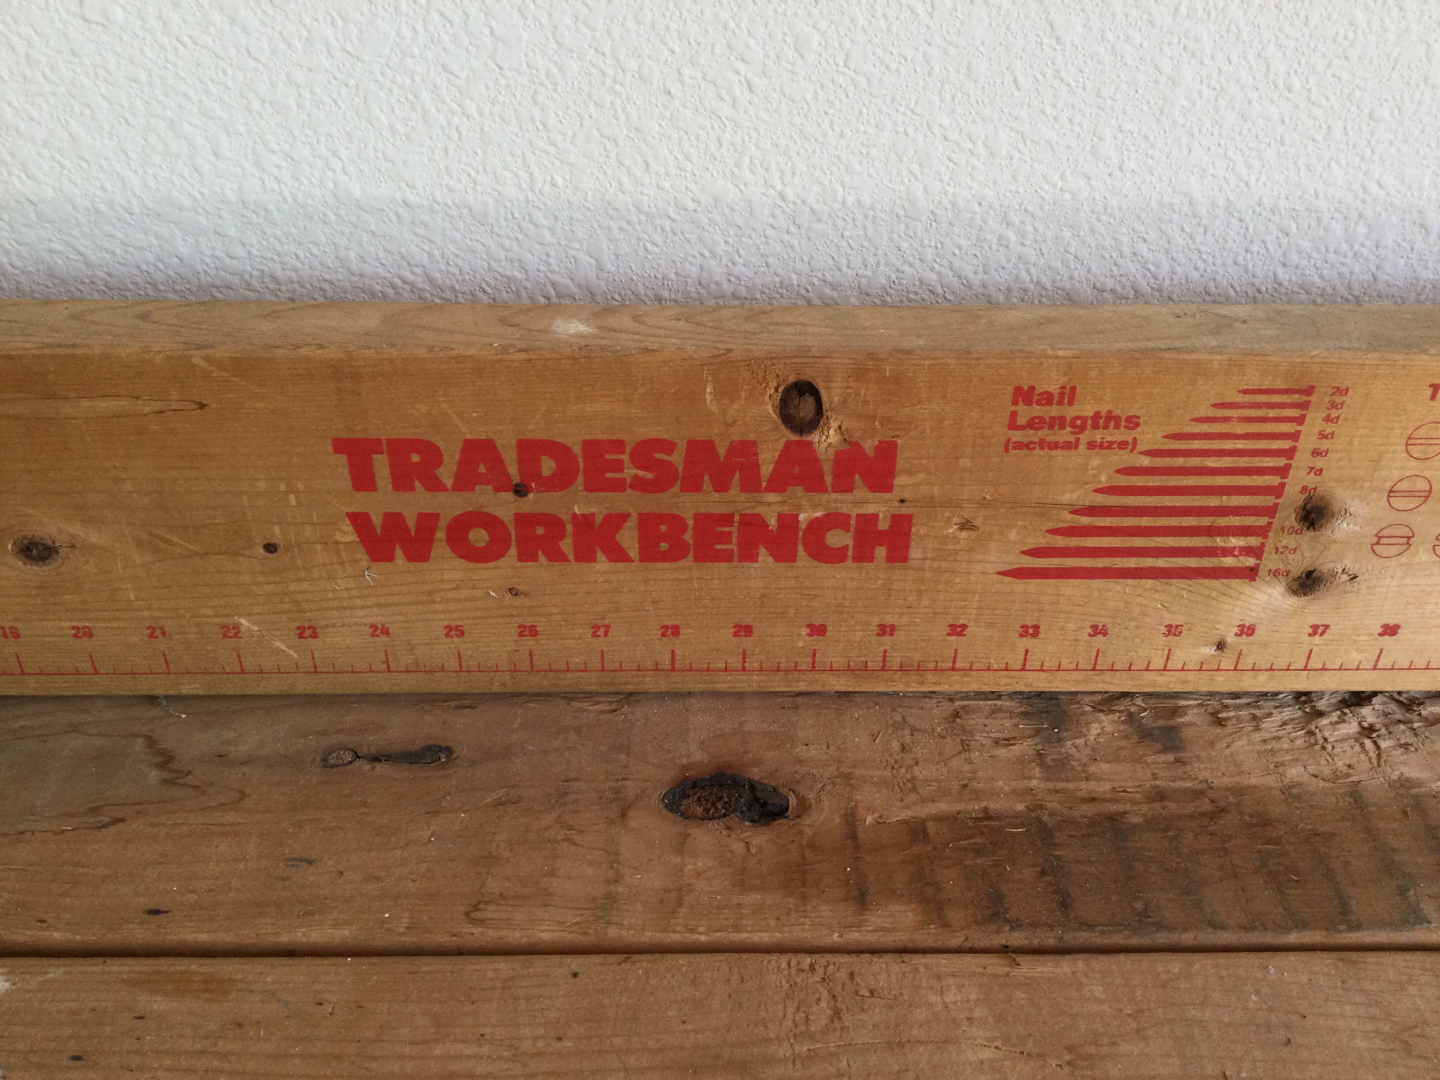 TRADESMAN
WORKBENCH
Nail
Lengths
(actual size)
2d
3d
4d
5d
6d
7d
8d
10d
12d
16d
T
19 20 21 22 23 24 25 26 27 28 29 30 31 32 33 34 35 36 37 38